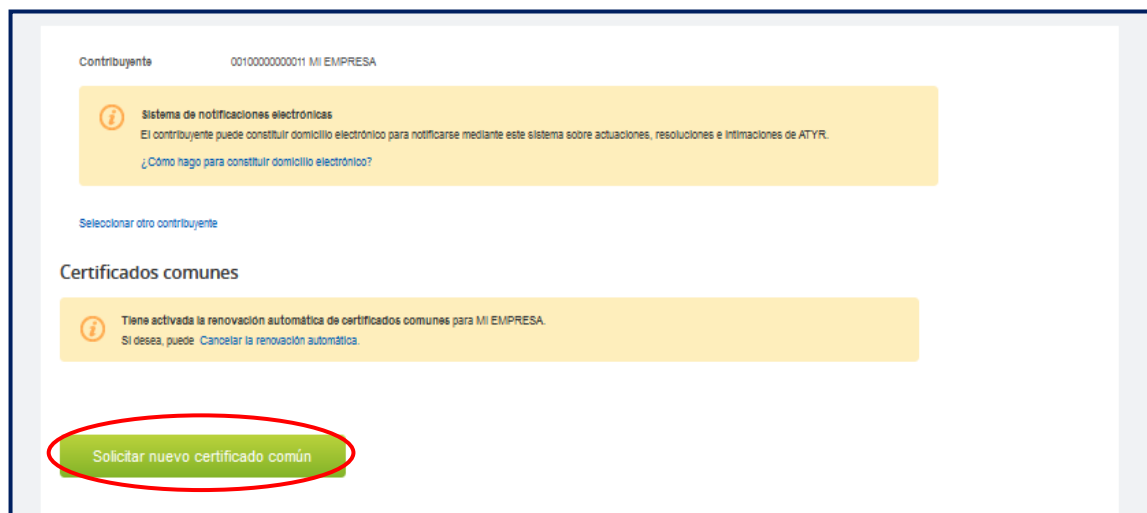 Contribuyente 00100000000011 MI EMPRESA
Sistema de notificaciones electrónicas
El contribuyente puede constituir domicilio electrónico para notificarse mediante este sistema sobre actuaciones, resoluciones e intimaciones de ATYR.
¿Cómo hago para constituir domicilio electrónico?
Seleccionar otro contribuyente
Certificados comunes
Tiene activada la renovación automática de certificados comunes para MI EMPRESA.
Si desea, puede Cancelar la renovación automática.
Solicitar nuevo certificado común